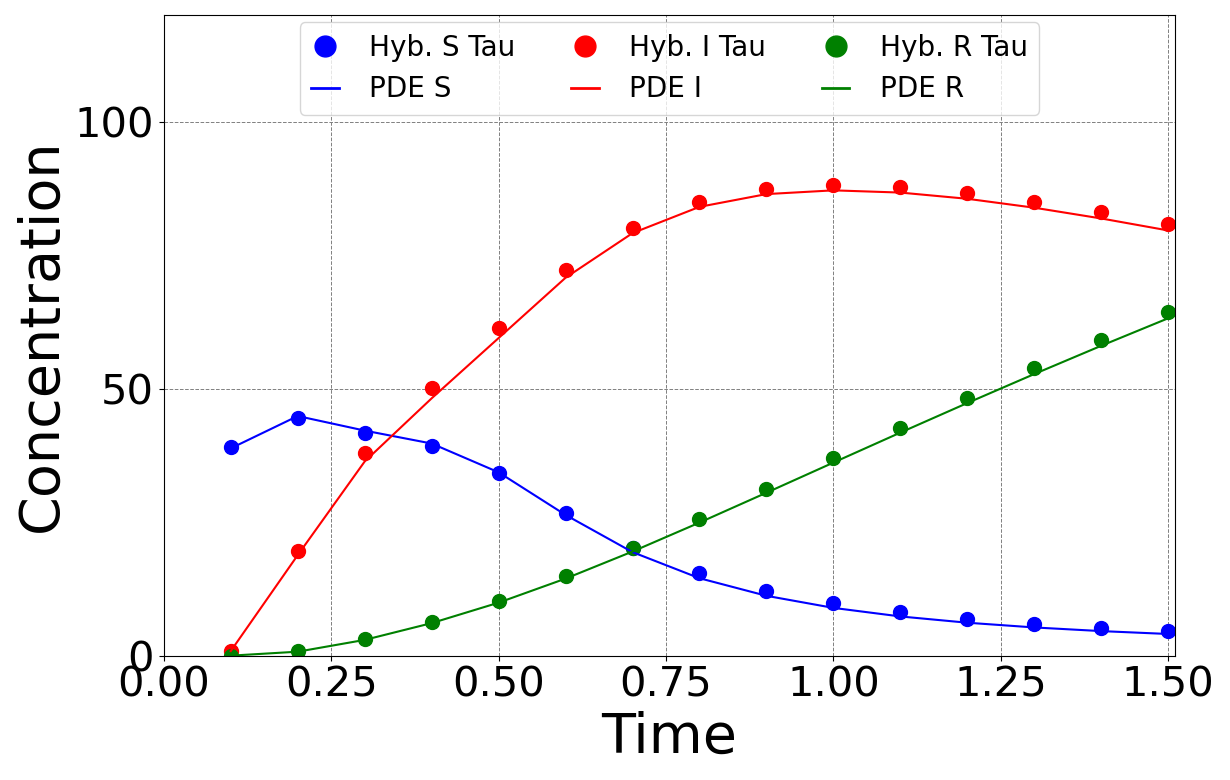 Hyb. S Tau Hyb. I Tau Hyb. R Tau
PDE S PDE I PDE R
100
50
0
Concentration
0.00 0.25 0.50 0.75 1.00 1.25 1.50
Time